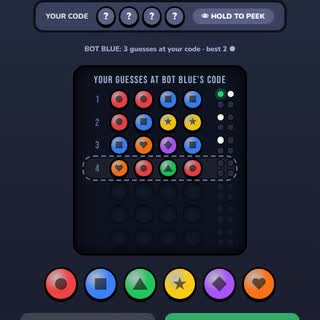 YOUR CODE ? ? ? ? HOLD TO PEEK
BOT BLUE: 3 guesses at your code · best 2
YOUR GUESSES AT BOT BLUE'S CODE
1
2
3
4